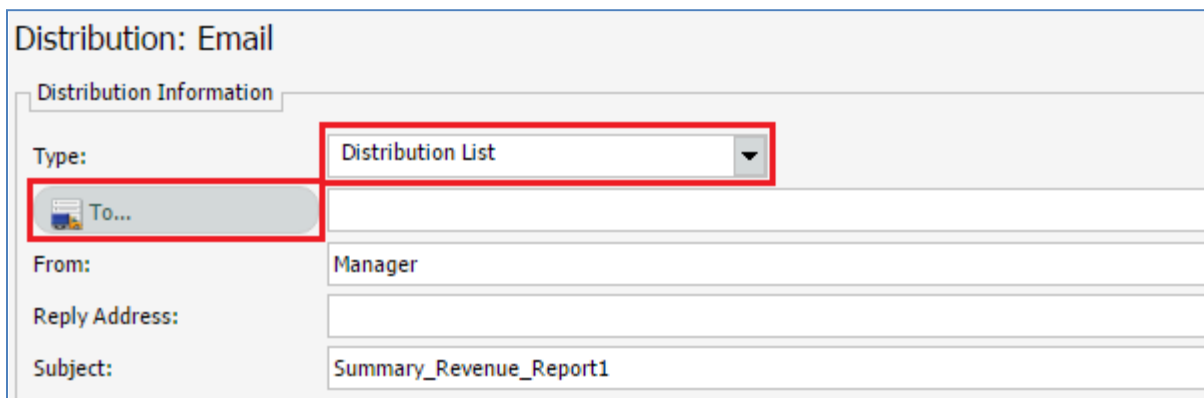 Distribution: Email
Distribution Information
Type: Distribution List
To...
From: Manager
Reply Address:
Subject: Summary_Revenue_Report1